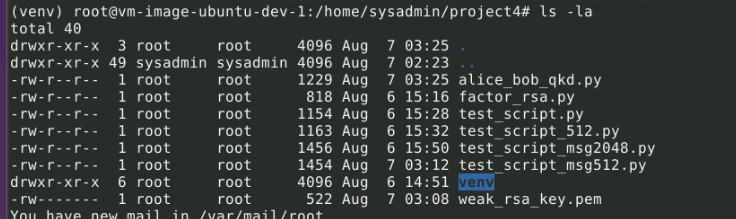 (venv) root@vm-image-ubuntu-dev-1:/home/sysadmin/project4# ls -la
total 40
drwxr-xr-x  3 root     root     4096 Aug  7 03:25 .
drwxr-xr-x 49 sysadmin sysadmin 4096 Aug  7 02:23 ..
-rw-r--r--  1 root     root     1229 Aug  7 03:25 alice_bob_qkd.py
-rw-r--r--  1 root     root      818 Aug  6 15:16 factor_rsa.py
-rw-r--r--  1 root     root     1154 Aug  6 15:28 test_script.py
-rw-r--r--  1 root     root     1163 Aug  6 15:32 test_script_512.py
-rw-r--r--  1 root     root     1456 Aug  6 15:50 test_script_msg2048.py
-rw-r--r--  1 root     root     1454 Aug  7 03:12 test_script_msg512.py
drwxr-xr-x  6 root     root     4096 Aug  6 14:51 venv
-rw-------  1 root     root      522 Aug  7 03:08 weak_rsa_key.pem
You have new mail in /var/mail/root